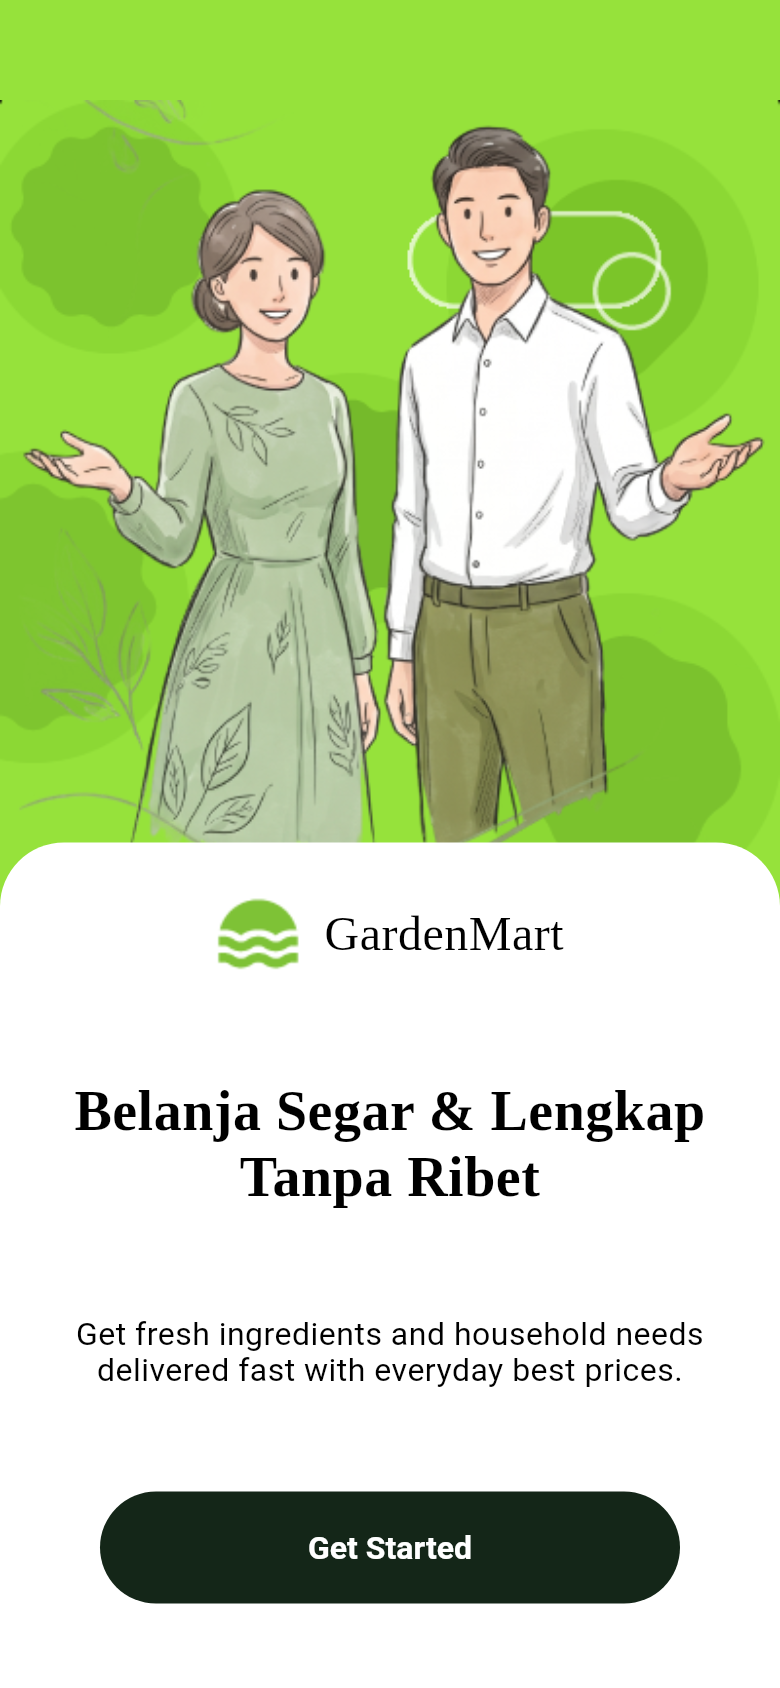 GardenMart
Belanja Segar & Lengkap
Tanpa Ribet
Get fresh ingredients and household needs
delivered fast with everyday best prices.
Get Started